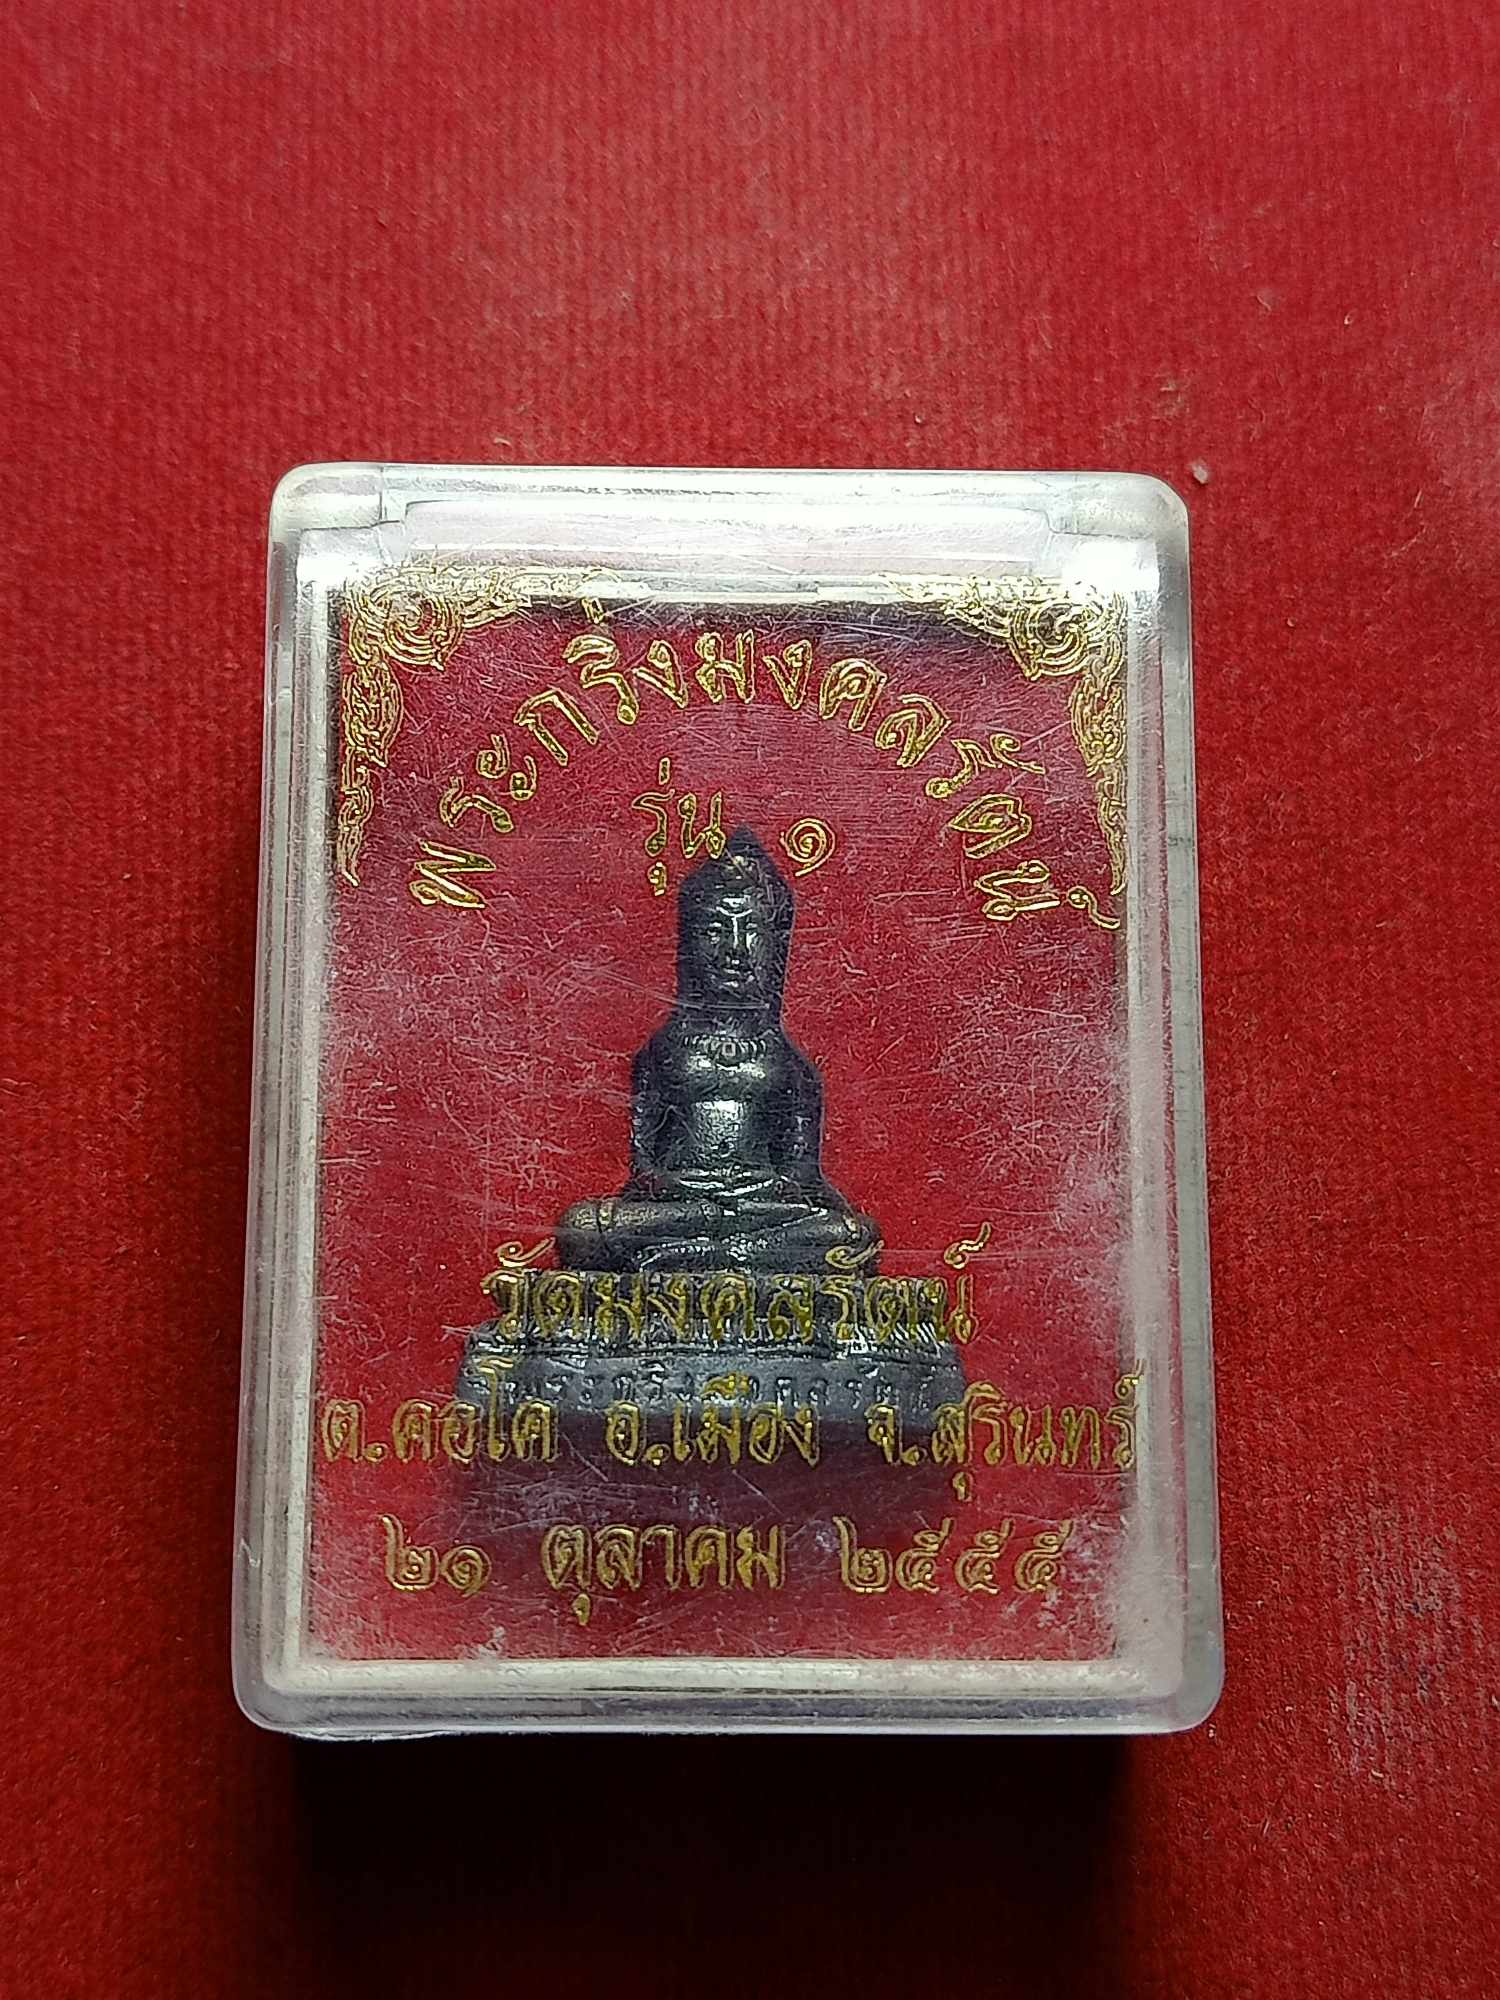 พระกริ่งมงคลรัตน์
รุ่น ๑
วัดมงคลรัตน์
ต.คอโค อ.เมือง จ.สุรินทร์
๒๑ ตุลาคม ๒๕๕๕